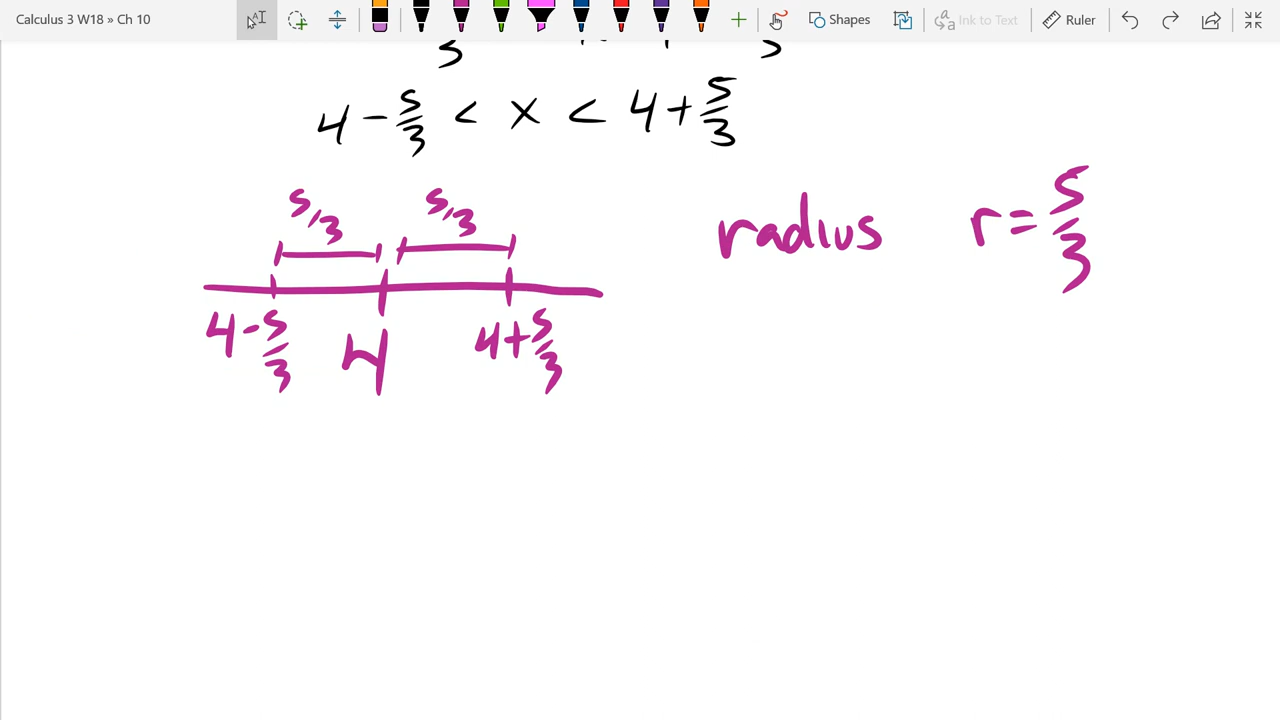 Calculus 3 W18 » Ch 10
Shapes
Link to Text
Ruler
4 - 5/3 < x < 4 + 5/3
5/3 5/3
radius r = 5/3
4 - 5/3 4 4 + 5/3